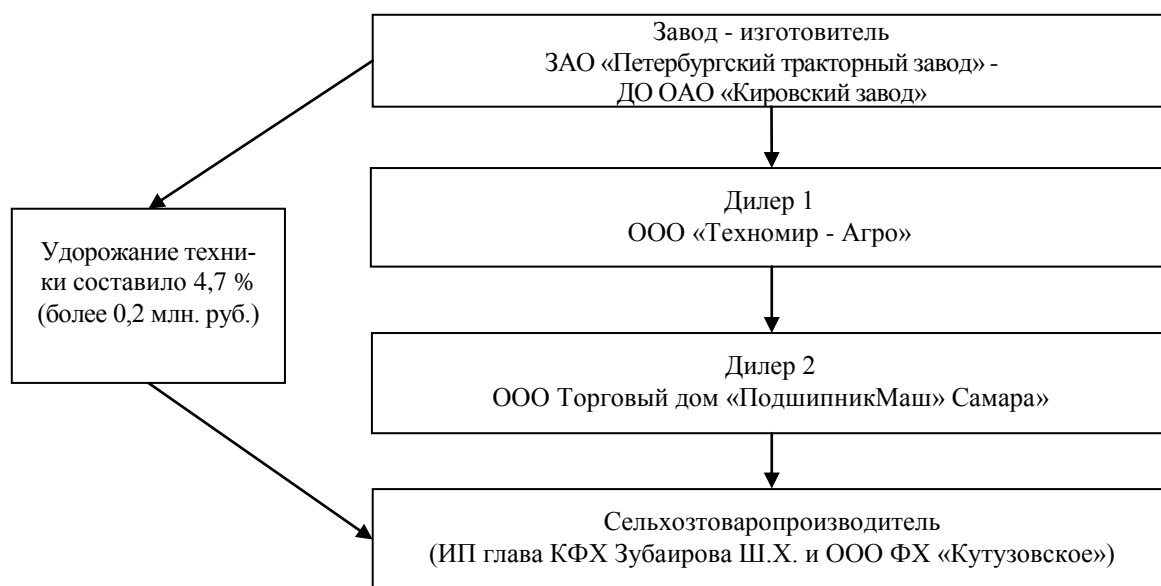 Завод - изготовитель
ЗАО «Петербургский тракторный завод» -
ДО ОАО «Кировский завод»
Дилер 1
ООО «Техномир - Агро»
Удорожание техни-
ки составило 4,7 %
(более 0,2 млн. руб.)
Дилер 2
ООО Торговый дом «ПодшипникМаш» Самара»
Сельхозтоваропроизводитель
(ИП глава КФХ Зубаирова Ш.Х. и ООО ФХ «Кутузовское»)